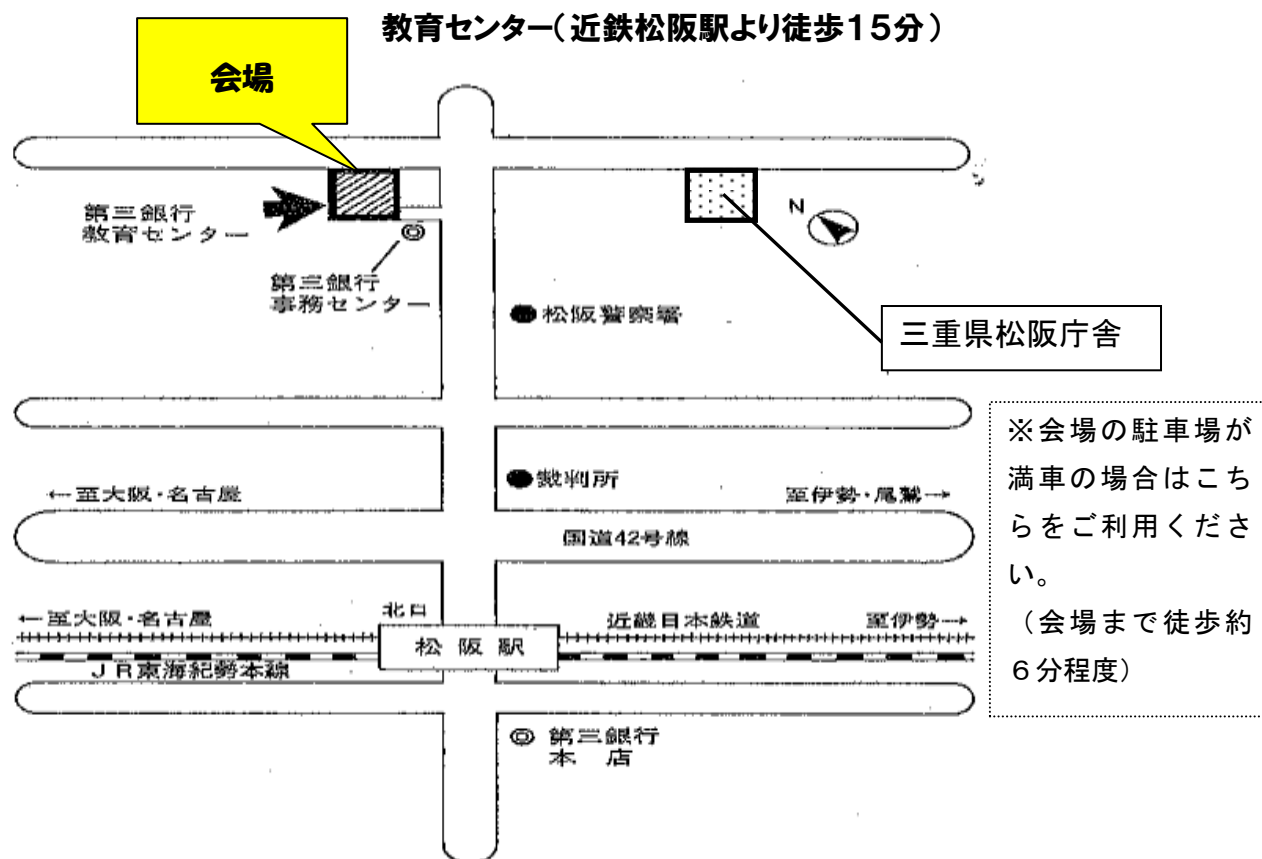 教育センター(近鉄松阪駅より徒歩15分)
会場
第三銀行
教育センター
第三銀行
事務センター
N
松阪警察署
三重県松阪庁舎
※会場の駐車場が
満車の場合はこち
らをご利用くださ
い。
(会場まで徒歩約
6分程度)
裁判所
←至大阪・名古屋
至伊勢・尾鷲→
国道42号線
←至大阪・名古屋
北口
近畿日本鉄道
至伊勢→
松阪駅
JR東海紀勢本線
第三銀行
本店